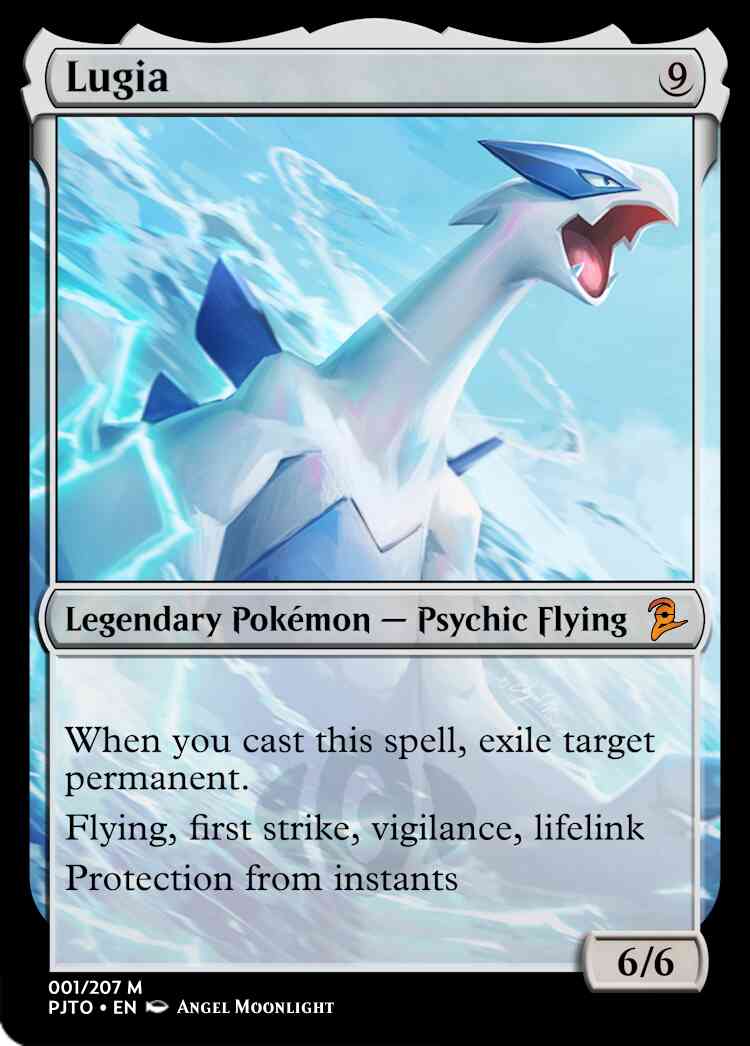 Lugia 9
Legendary Pokémon — Psychic Flying
When you cast this spell, exile target
permanent.
Flying, first strike, vigilance, lifelink
Protection from instants
6/6
001/207 M
PJTO • EN Angel Moonlight